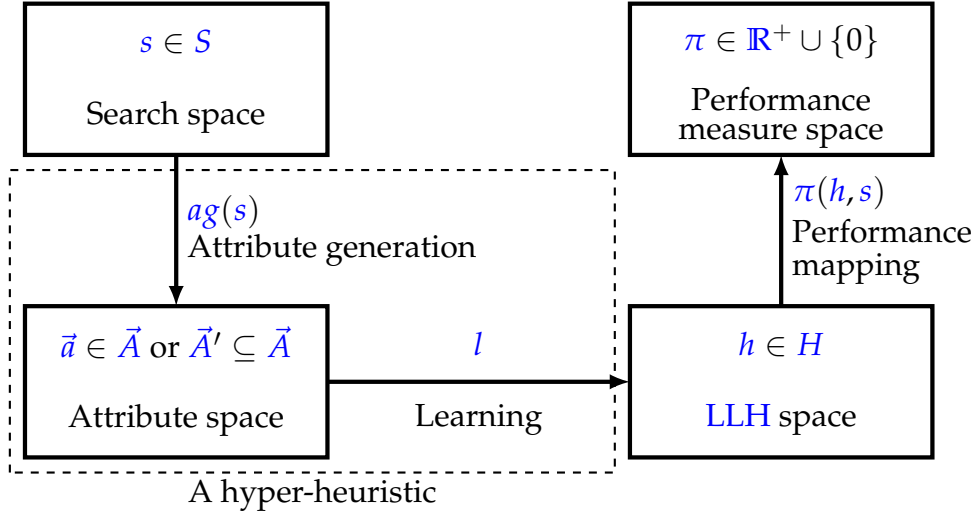 s ∈ S
Search space
π ∈ ℝ⁺ ∪ {0}
Performance
measure space
ag(s)
Attribute generation
π(h, s)
Performance
mapping
a⃗ ∈ A⃗ or A⃗′ ⊆ A⃗
Attribute space
l
Learning
h ∈ H
LLH space
A hyper-heuristic